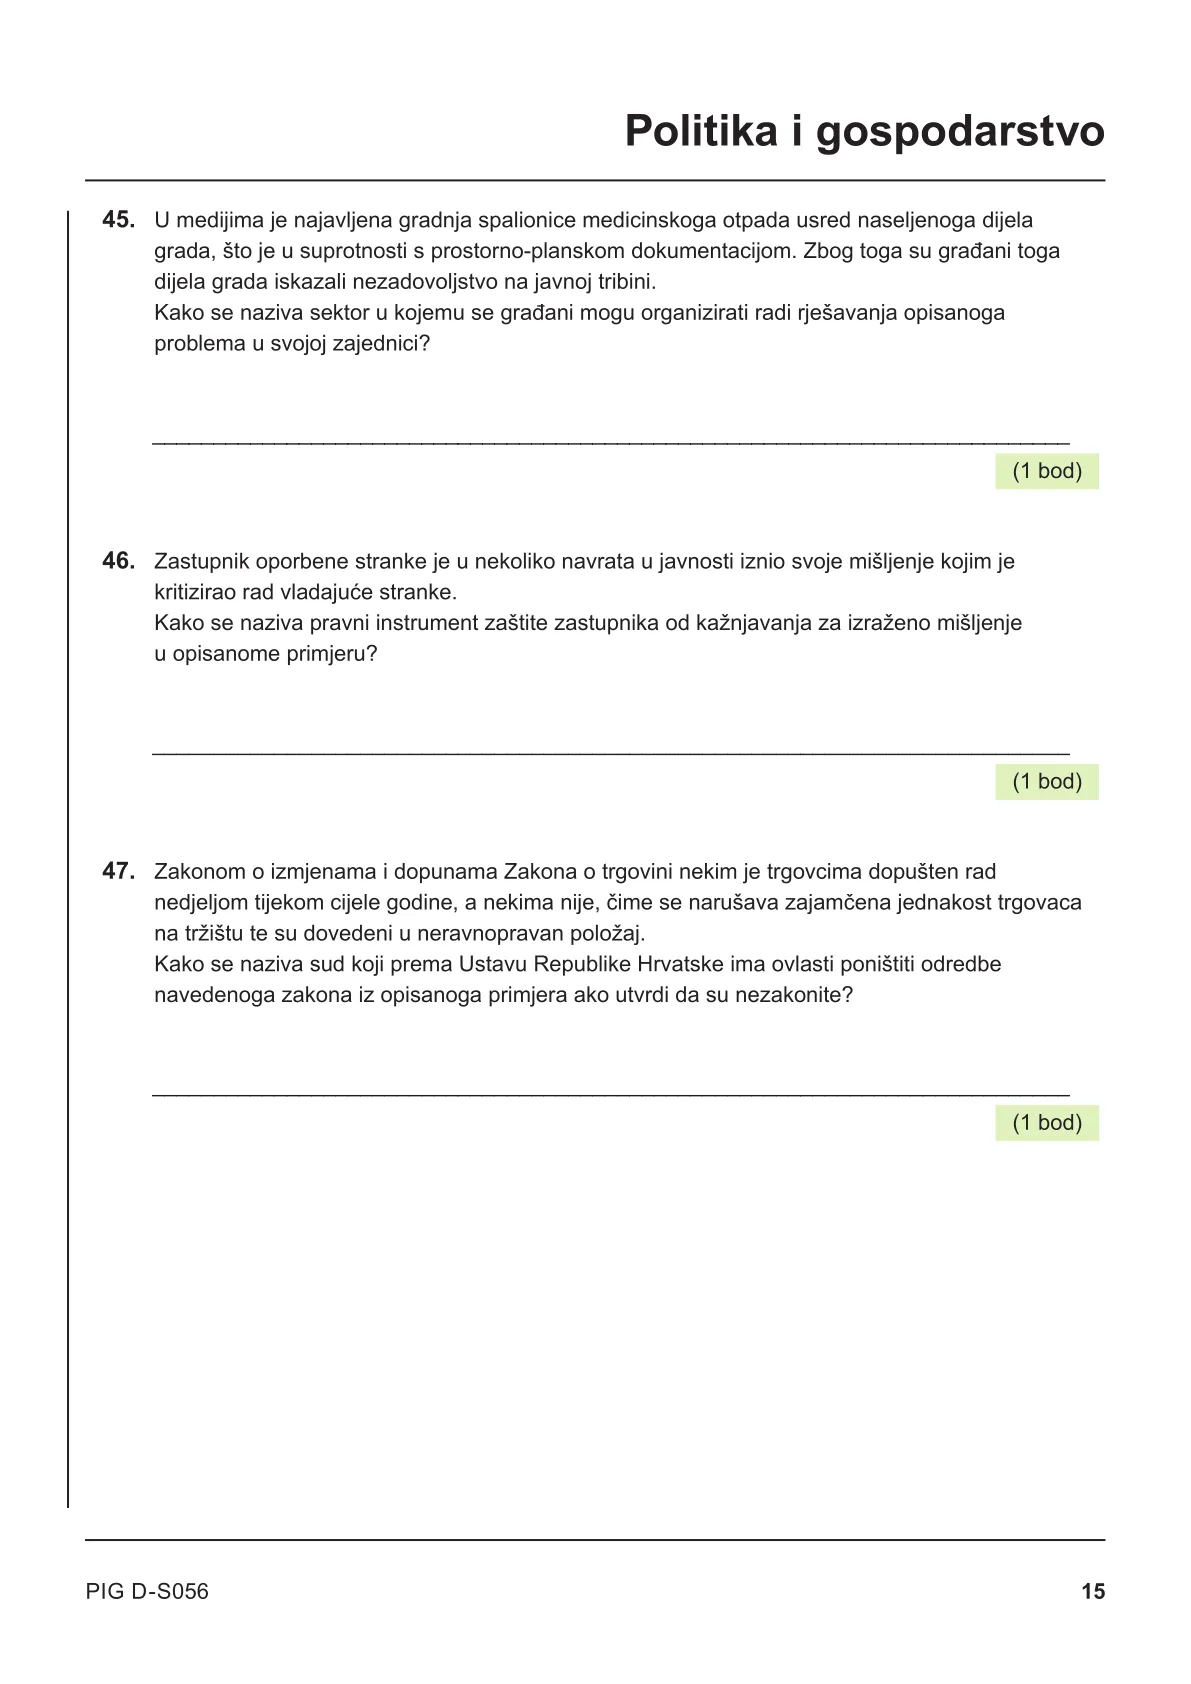 Politika i gospodarstvo
45. U medijima je najavljena gradnja spalionice medicinskoga otpada usred naseljenoga dijela
grada, što je u suprotnosti s prostorno-planskom dokumentacijom. Zbog toga su građani toga
dijela grada iskazali nezadovoljstvo na javnoj tribini.
Kako se naziva sektor u kojemu se građani mogu organizirati radi rješavanja opisanoga
problema u svojoj zajednici?
(1 bod)
46. Zastupnik oporbene stranke je u nekoliko navrata u javnosti iznio svoje mišljenje kojim je
kritizirao rad vladajuće stranke.
Kako se naziva pravni instrument zaštite zastupnika od kažnjavanja za izraženo mišljenje
u opisanome primjeru?
(1 bod)
47. Zakonom o izmjenama i dopunama Zakona o trgovini nekim je trgovcima dopušten rad
nedjeljom tijekom cijele godine, a nekima nije, čime se narušava zajamčena jednakost trgovaca
na tržištu te su dovedeni u neravnopravan položaj.
Kako se naziva sud koji prema Ustavu Republike Hrvatske ima ovlasti poništiti odredbe
navedenoga zakona iz opisanoga primjera ako utvrdi da su nezakonite?
(1 bod)
PIG D-S056
15